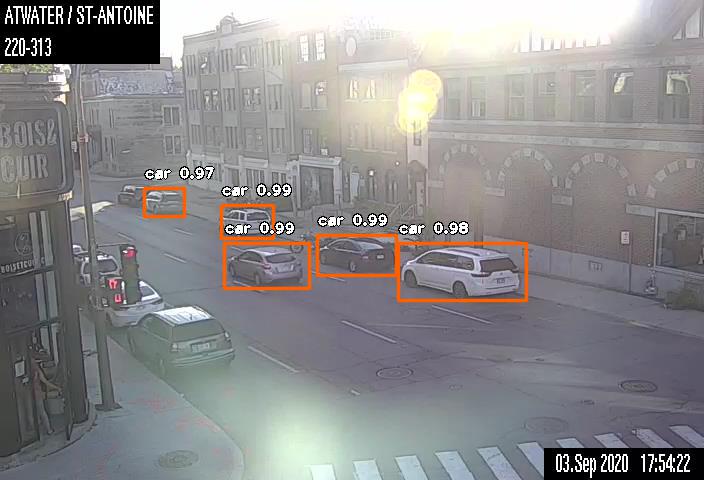 ATWATER / ST-ANTOINE
220-313
BOIS&
CUIR
car 0.97
car 0.99
car 0.99
car 0.99
car 0.98
03.Sep 2020 17:54:22